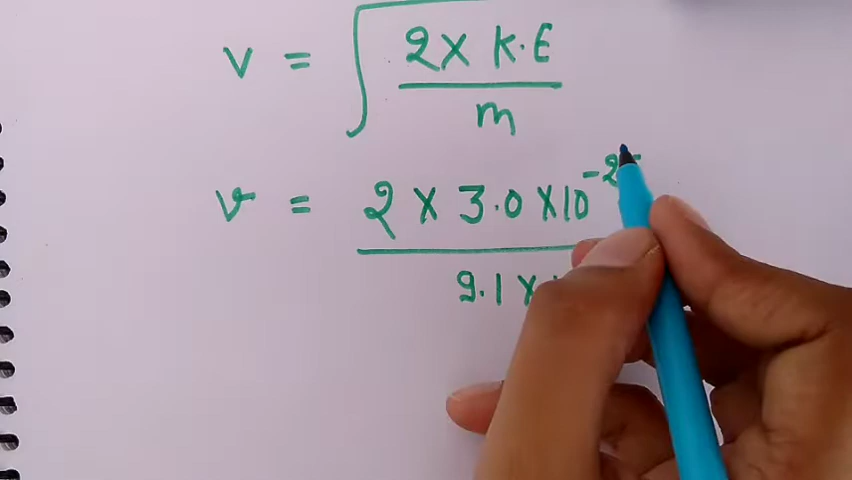 v = √ 2 × K.E
m
v = 2 × 3.0 × 10
9.1 ×